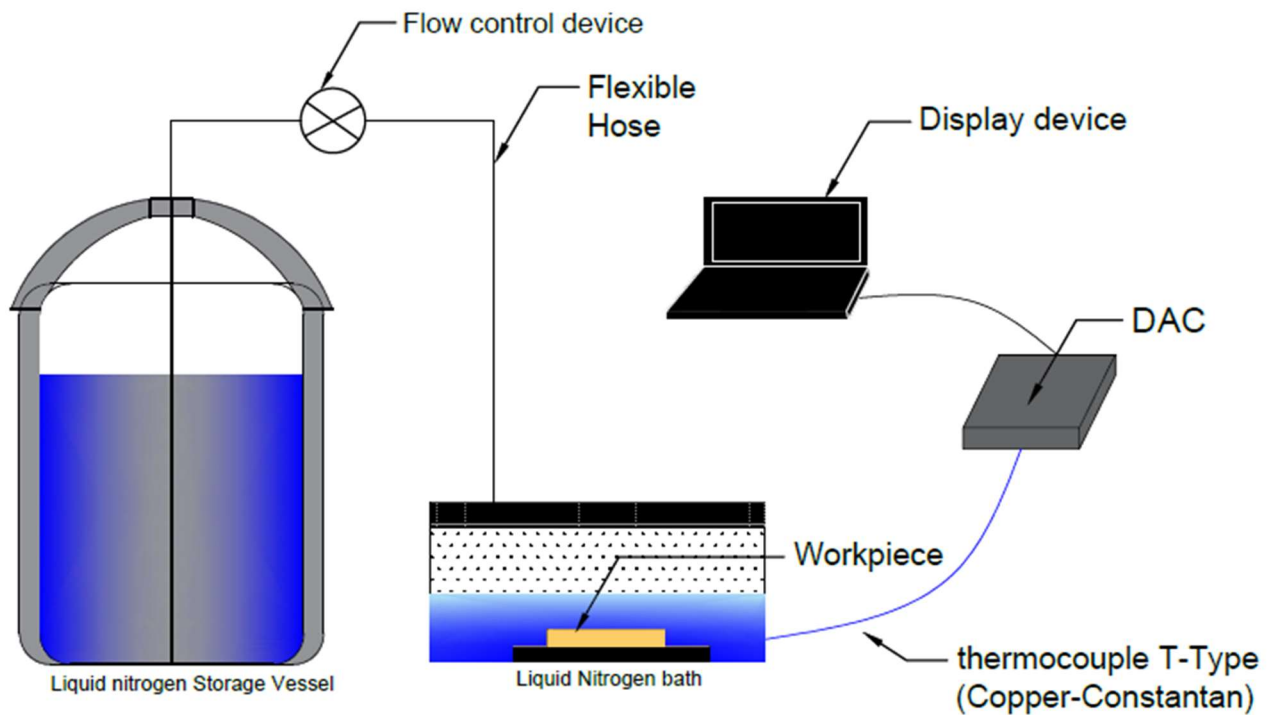 Flow control device
Flexible
Hose
Display device
DAC
Workpiece
thermocouple T-Type
(Copper-Constantan)
Liquid nitrogen Storage Vessel
Liquid Nitrogen bath